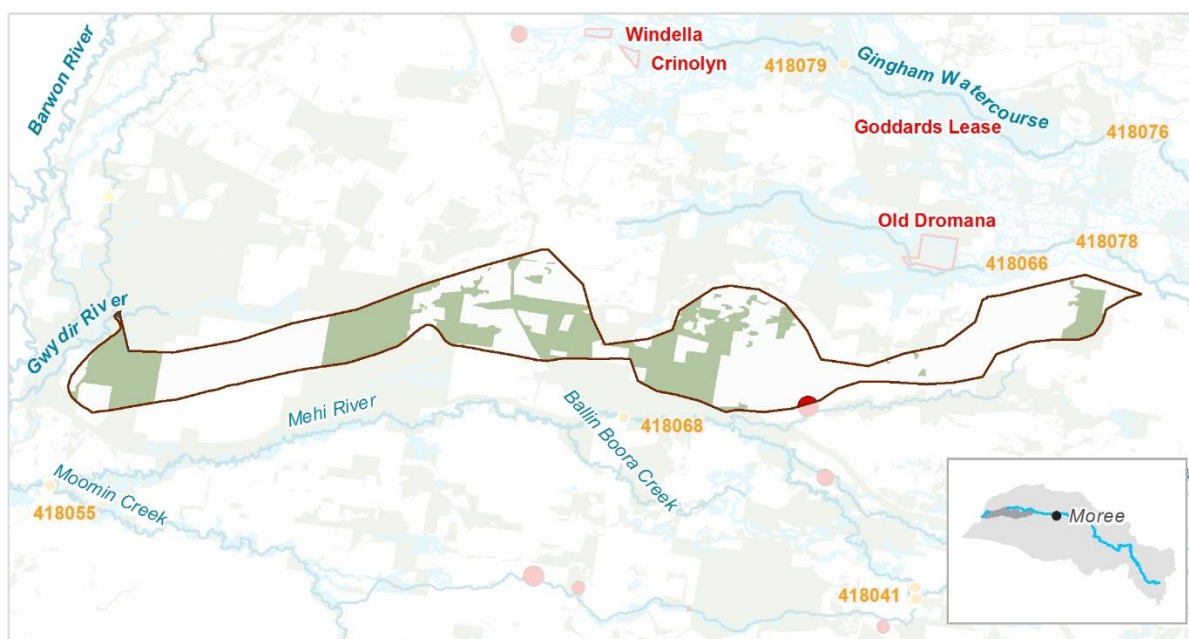 Barwon River
Windella
Crinolyn
418079
Gingham Watercourse
Goddards Lease
418076
Old Dromana
418078
418066
Gwydir River
Mehi River
Ballin Boora Creek
418068
Moomin Creek
418055
418041
Moree